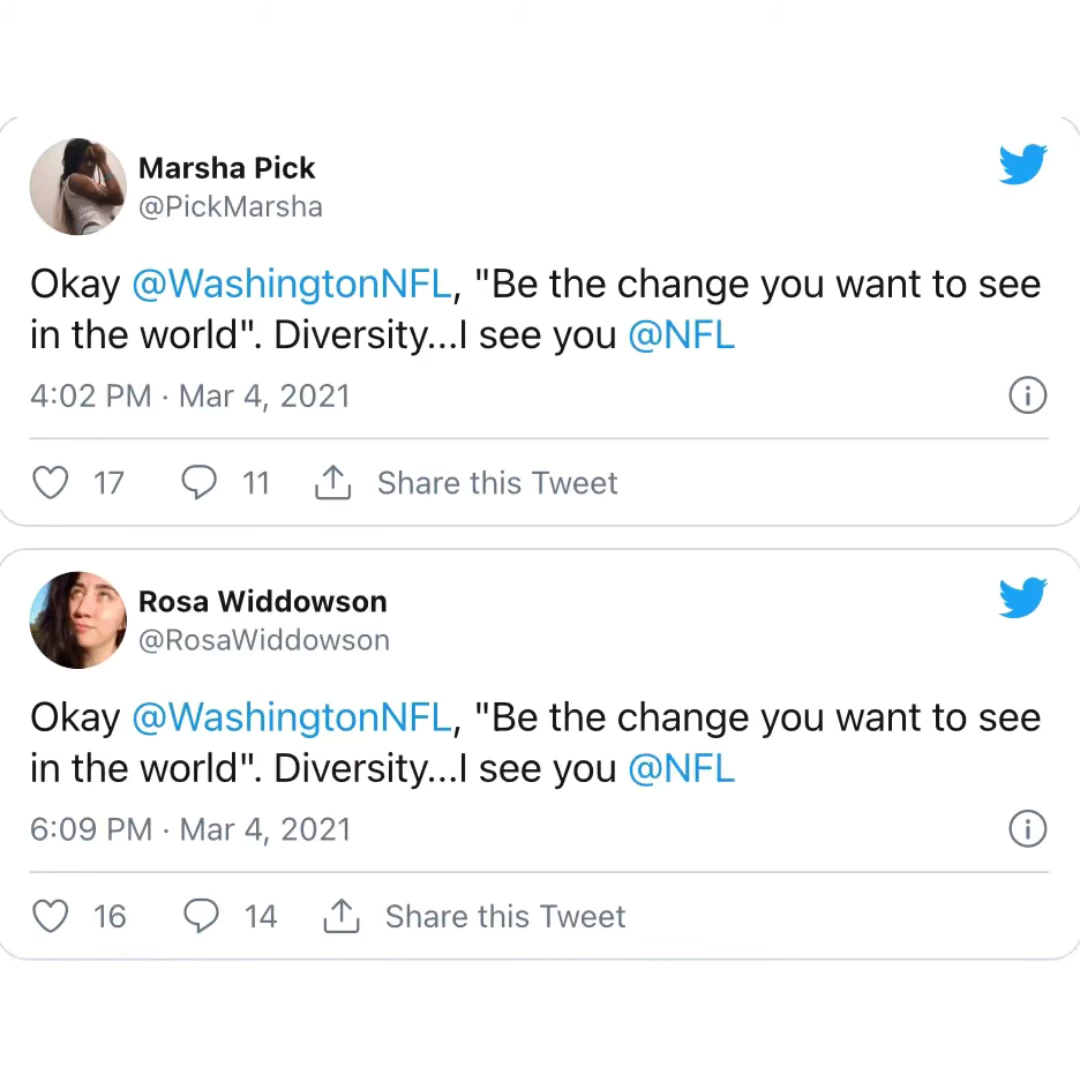 Marsha Pick
@PickMarsha
Okay @WashingtonNFL, "Be the change you want to see
in the world". Diversity...I see you @NFL
4:02 PM · Mar 4, 2021
17 11 Share this Tweet
Rosa Widdowson
@RosaWiddowson
Okay @WashingtonNFL, "Be the change you want to see
in the world". Diversity...I see you @NFL
6:09 PM · Mar 4, 2021
16 14 Share this Tweet